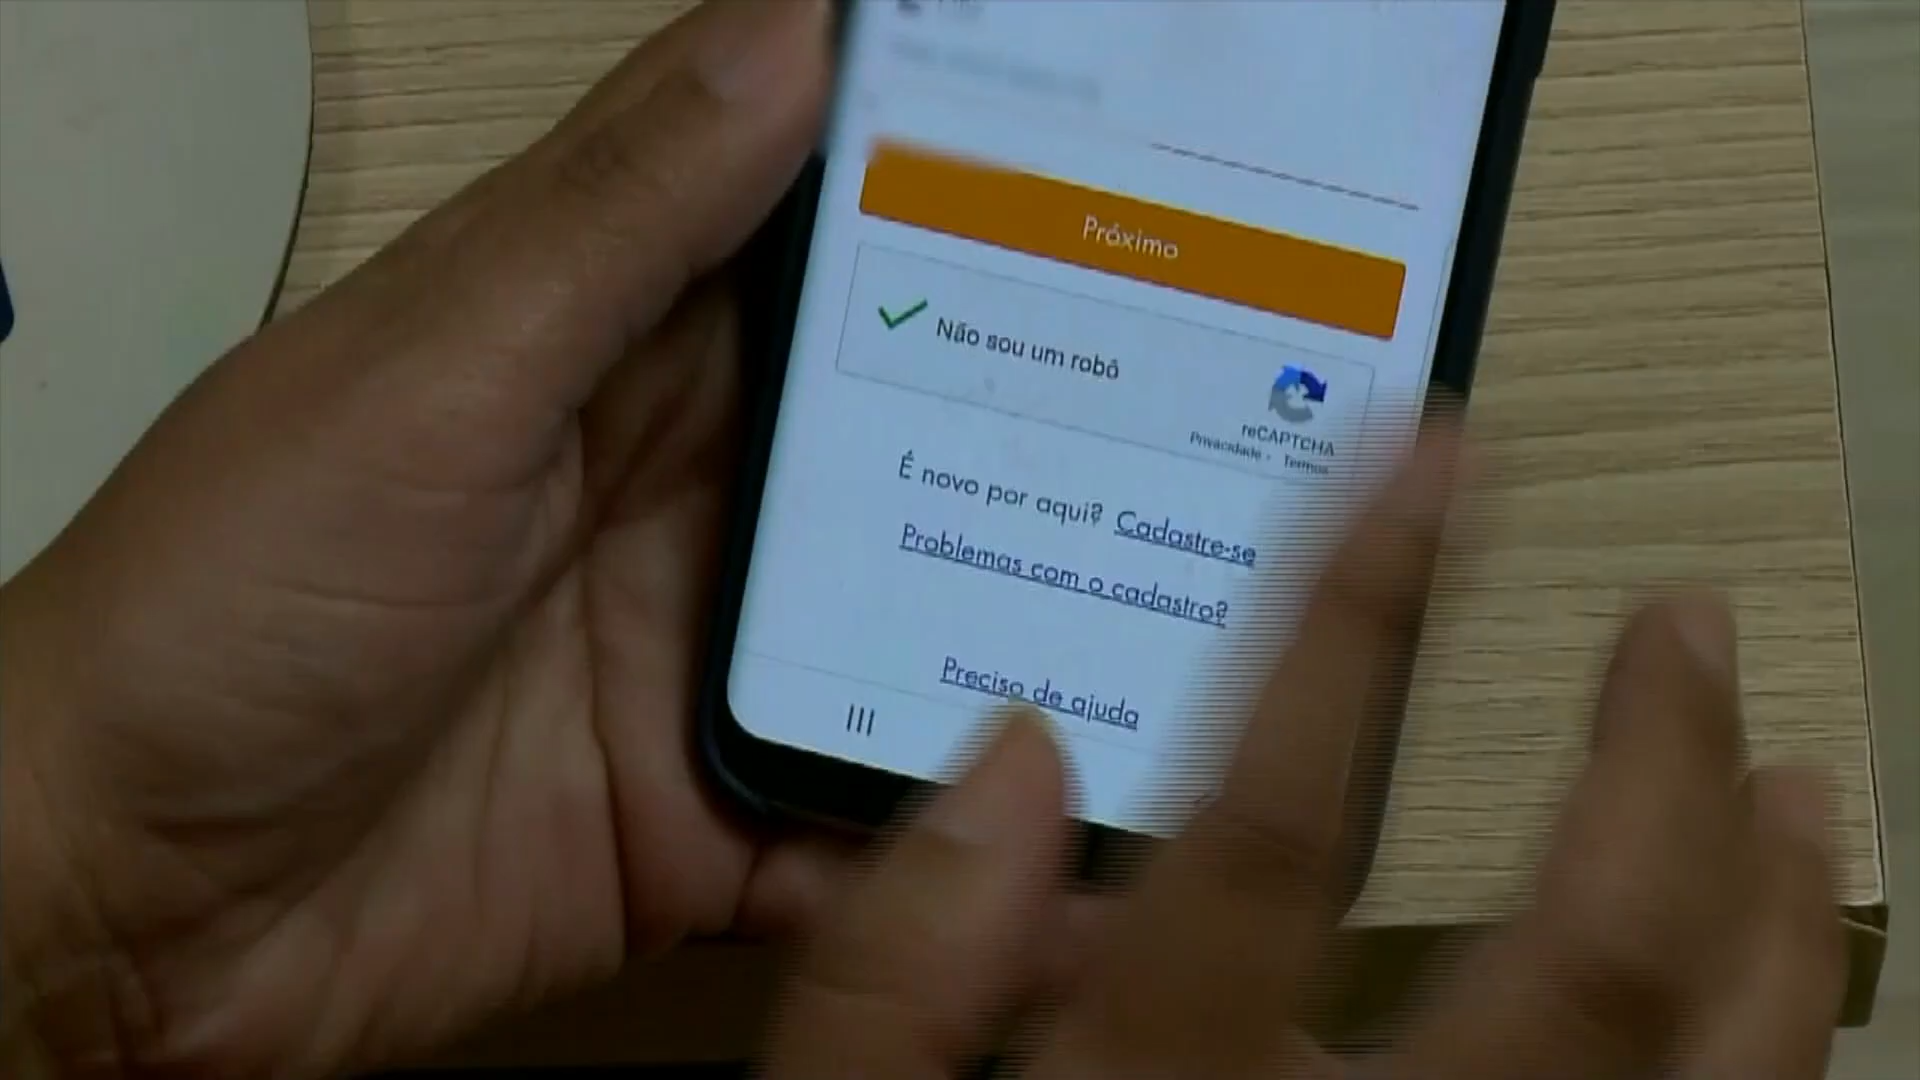 Próximo
Não sou um robô
reCAPTCHA
Privacidade - Termos
É novo por aqui? Cadastre-se
Problemas com o cadastro?
Preciso de ajuda